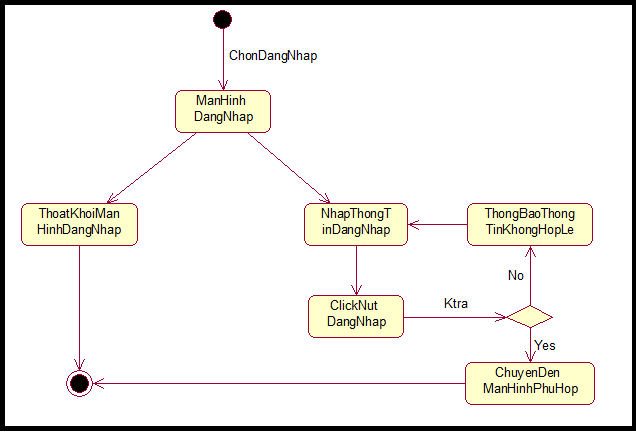 ChonDangNhap
ManHinh
DangNhap
ThoatKhoiMan
HinhDangNhap
NhapThongT
inDangNhap
ThongBaoThong
TinKhongHopLe
No
ClickNut
DangNhap
Ktra
Yes
ChuyenDen
ManHinhPhuHop